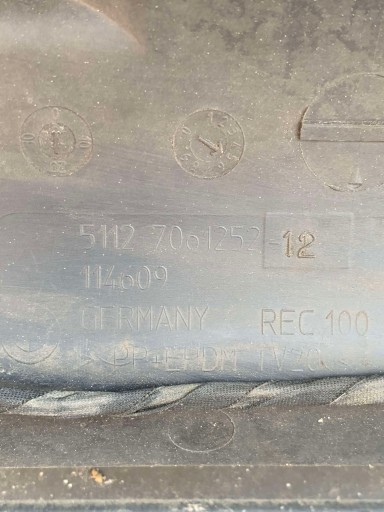 5112 7061252-12
114609
GERMANY REC 100
PP+EPDM TV20